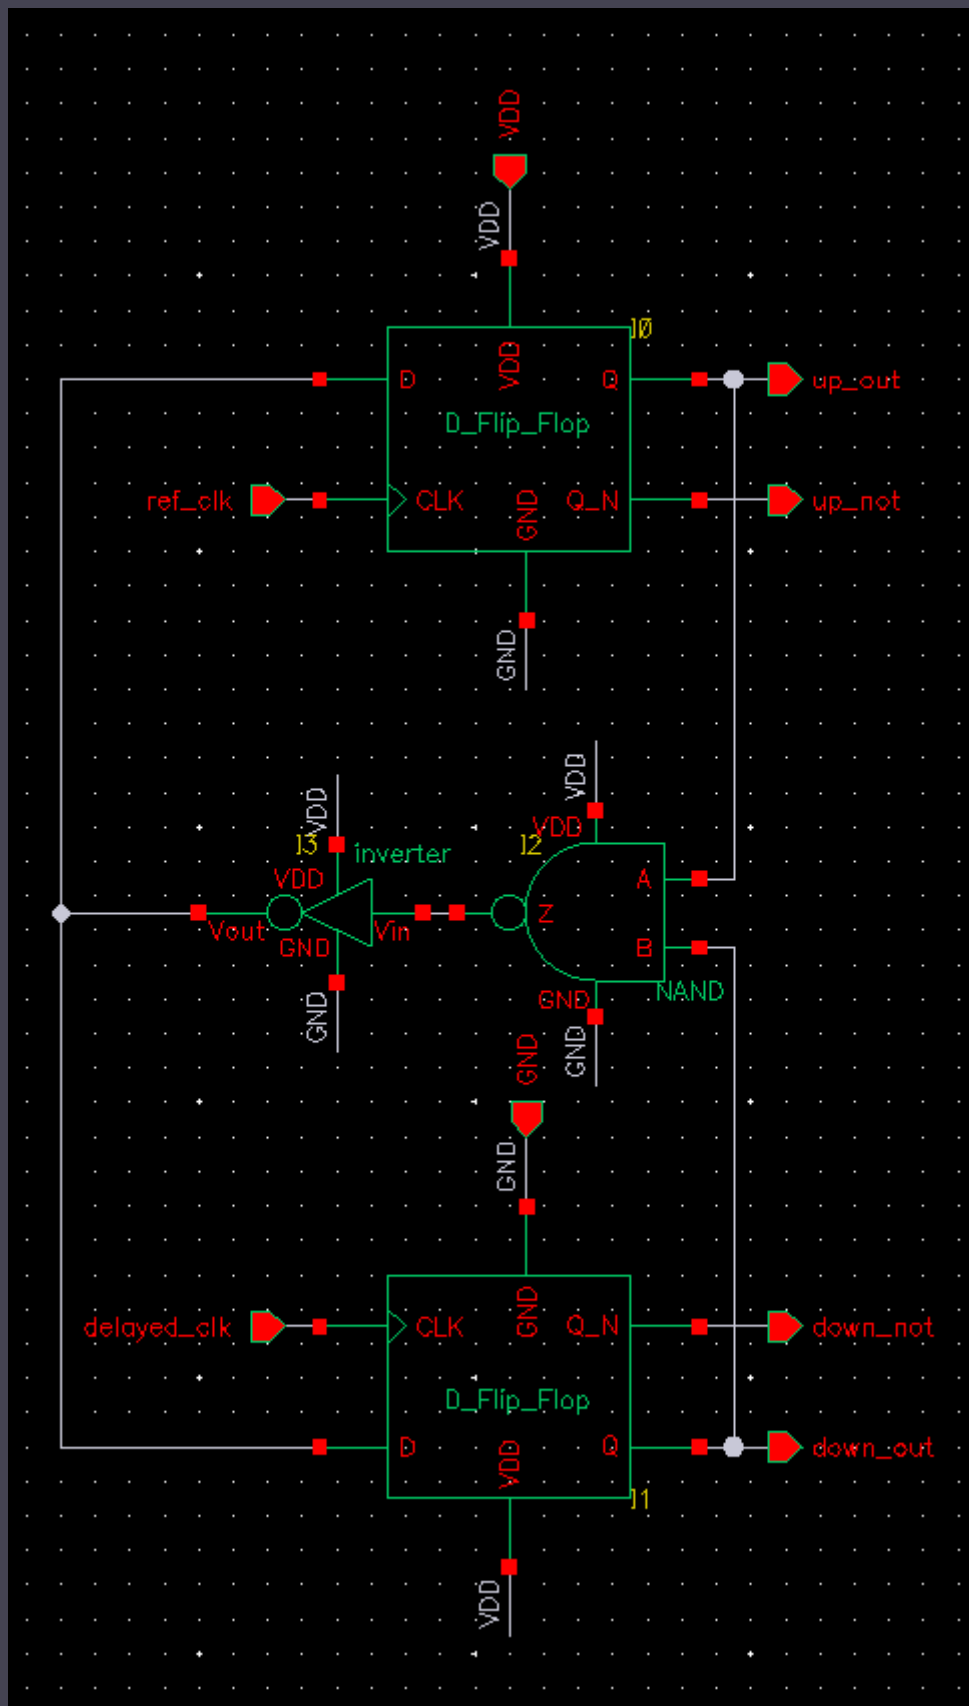 VDD
VDD
I0
D VDD Q
D_Flip_Flop
ref_clk CLK GND Q_N
up_out
up_not
GND
VDD
VDD
I3 inverter
VDD
Vout Vin
GND
GND
I2
VDD
A
Z
B
GND
NAND
GND
GND
GND
delayed_clk CLK GND Q_N down_not
D_Flip_Flop
D VDD Q down_out
I1
VDD